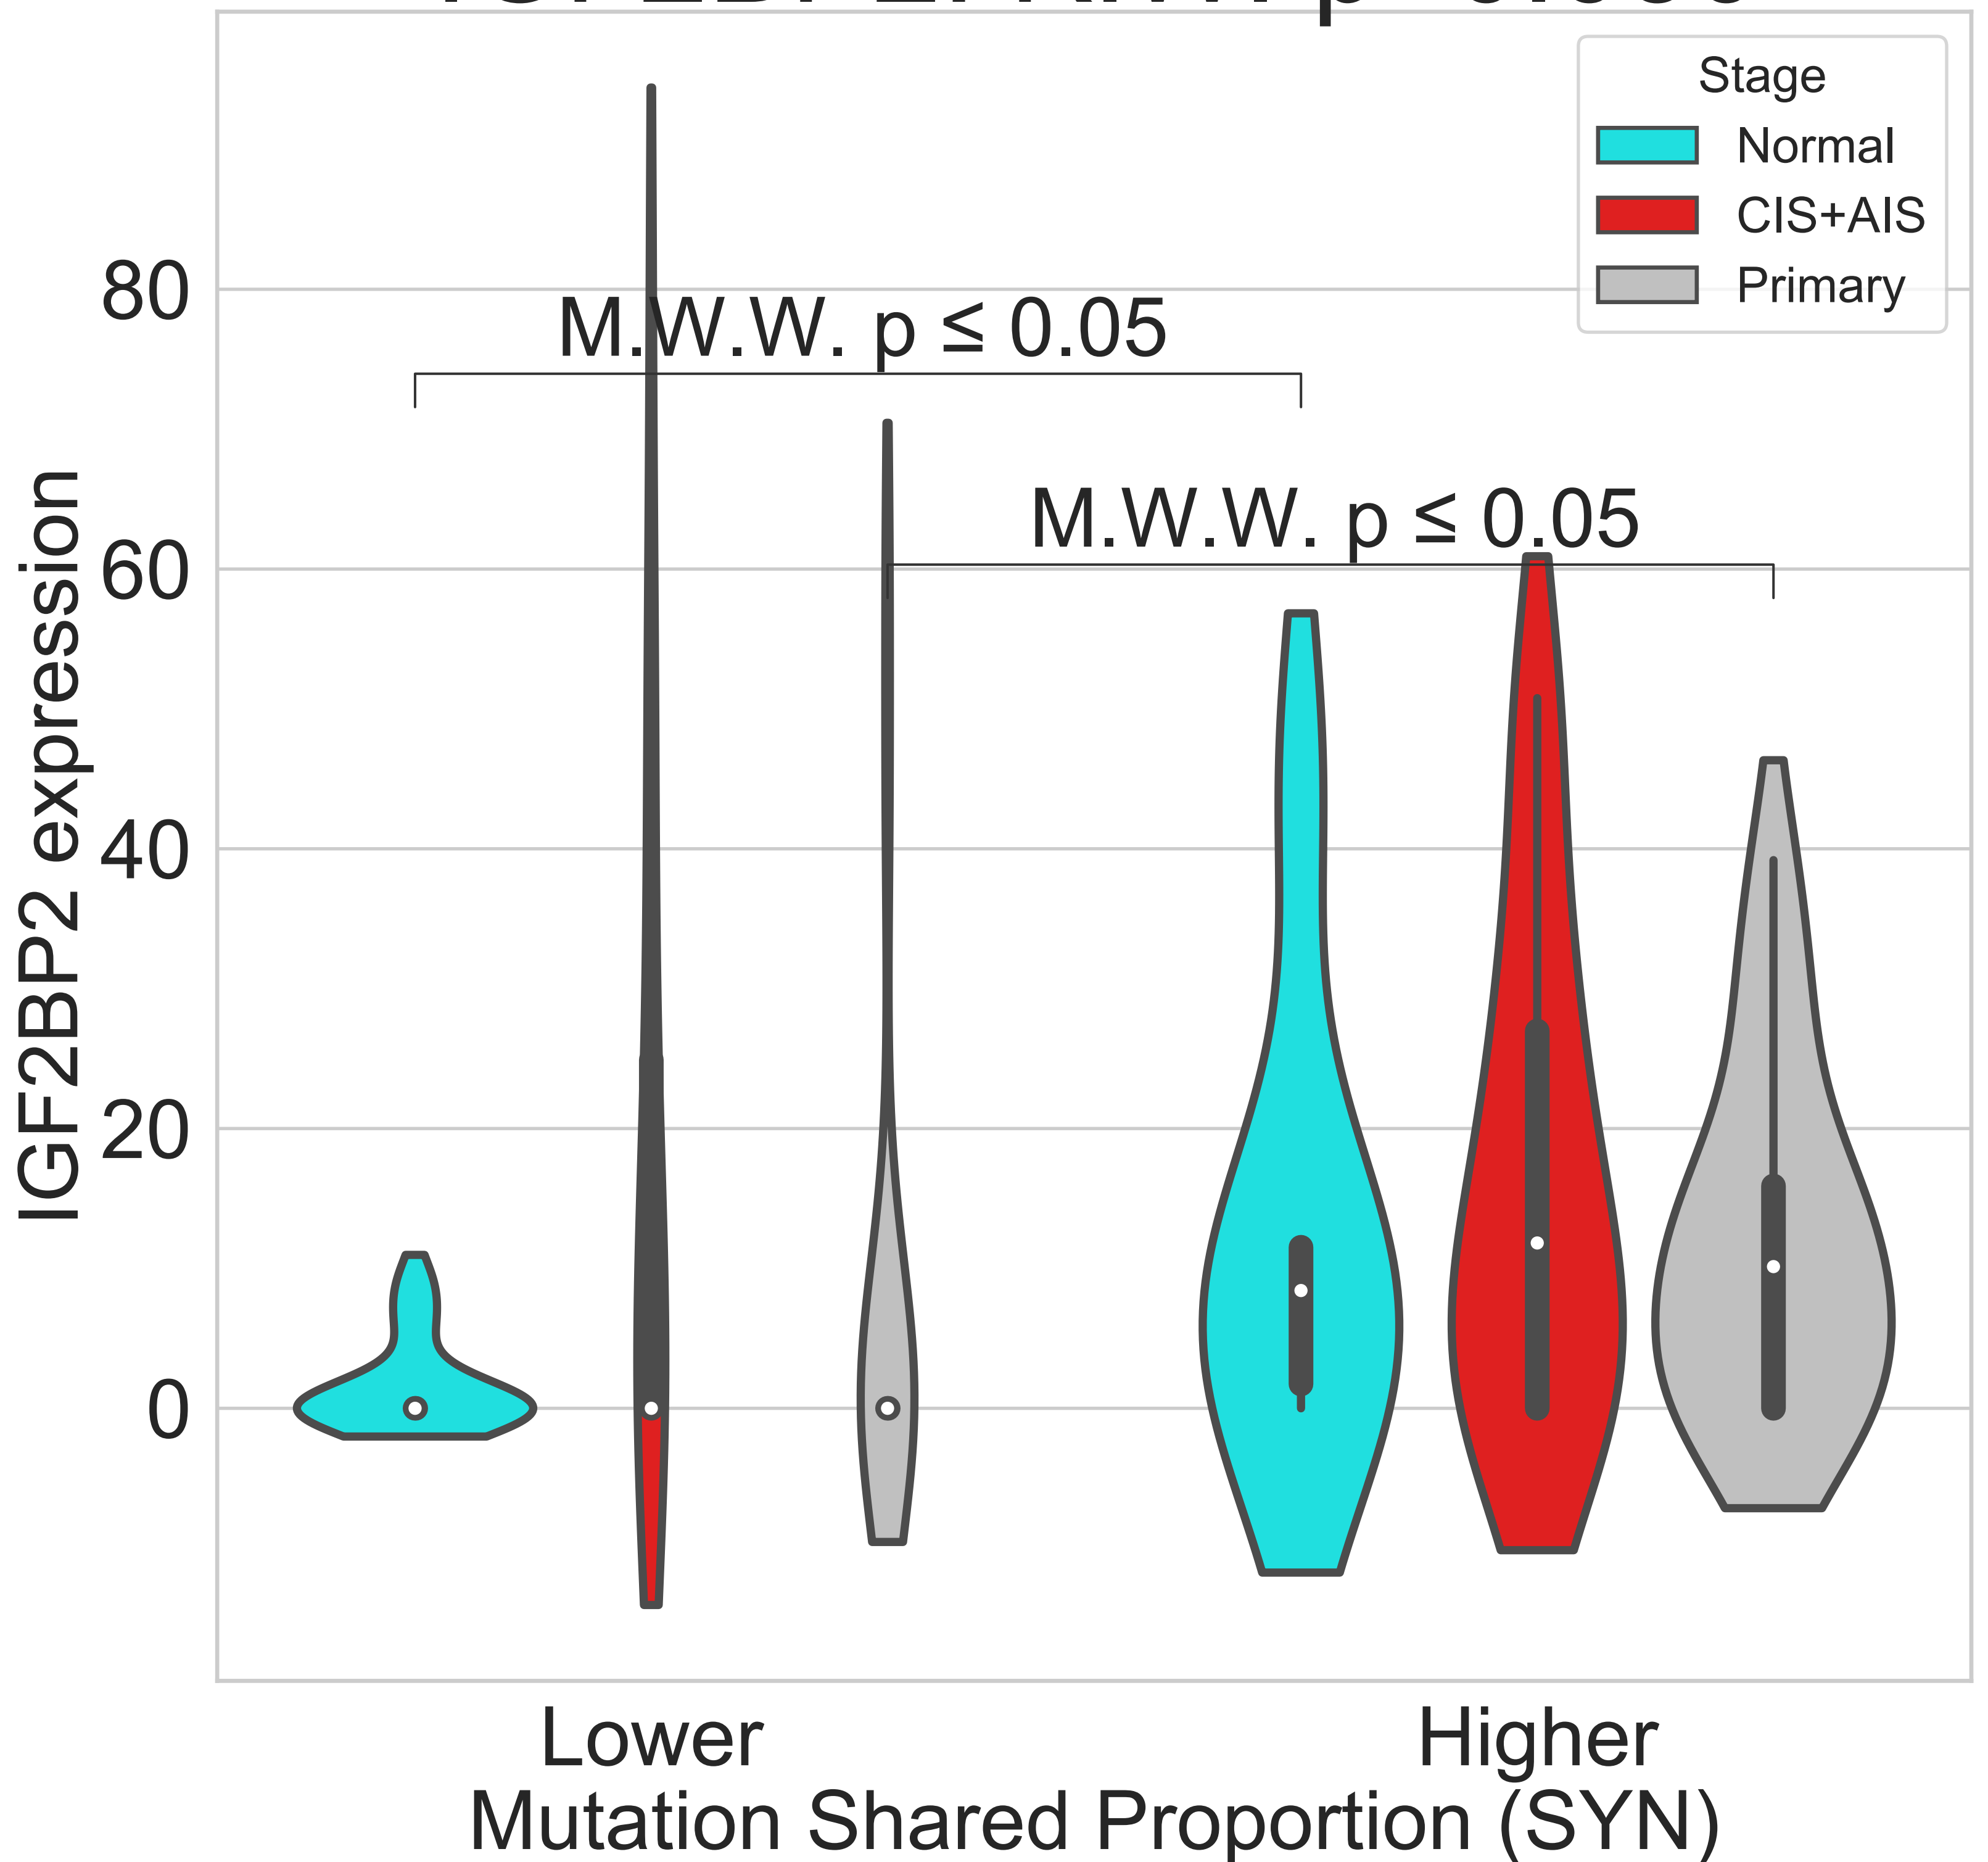 Stage
Normal
CIS+AIS
Primary
80
M.W.W. p ≤ 0.05
M.W.W. p ≤ 0.05
60
40
20
0
IGF2BP2 expression
Lower
Higher
Mutation Shared Proportion (SYN)